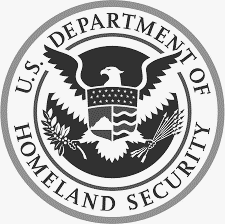 U.S. DEPARTMENT OF
HOMELAND SECURITY